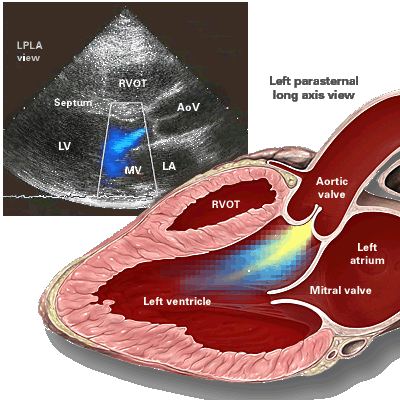 LPLA
view
RVOT
Septum
AoV
LV
MV
LA
Left parasternal
long axis view
Aortic
valve
RVOT
Left
atrium
Mitral valve
Left ventricle